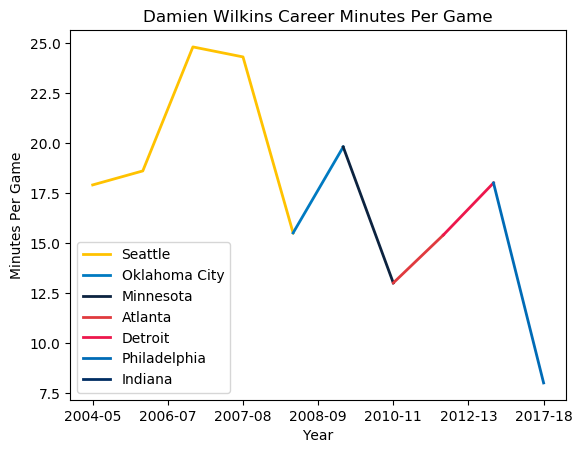 Damien Wilkins Career Minutes Per Game
Minutes Per Game
25.0
22.5
20.0
17.5
15.0
12.5
10.0
7.5
Seattle
Oklahoma City
Minnesota
Atlanta
Detroit
Philadelphia
Indiana
2004-05 2006-07 2007-08 2008-09 2010-11 2012-13 2017-18
Year